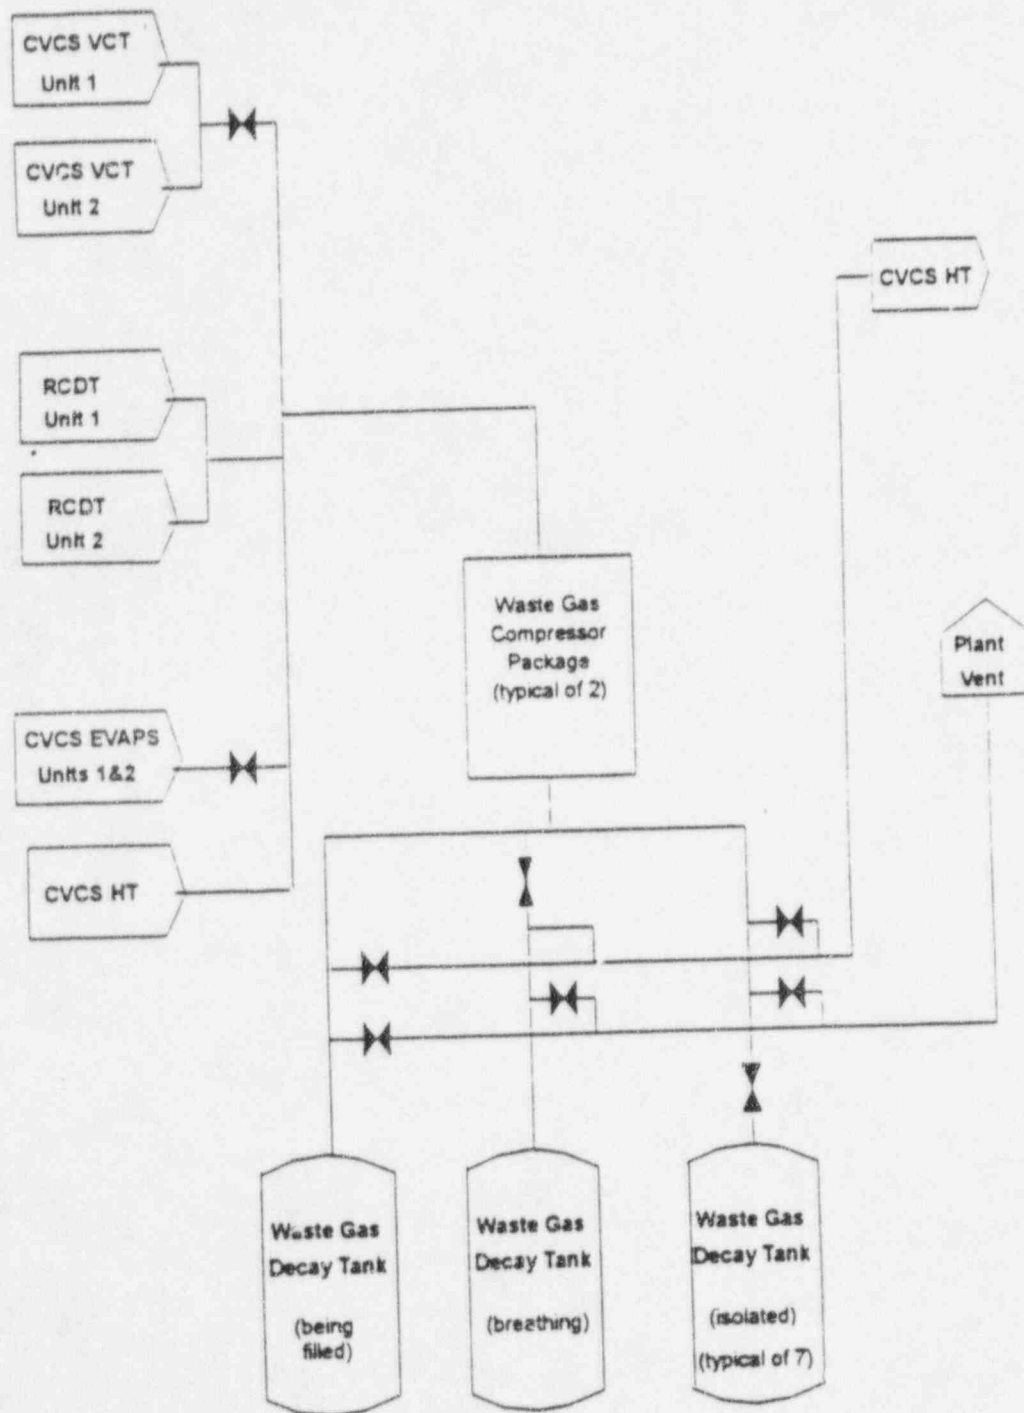 CVCS VCT
Unit 1
CVCS VCT
Unit 2
CVCS HT
RCDT
Unit 1
RCDT
Unit 2
Waste Gas
Compressor
Package
(typical of 2)
Plant
Vent
CVCS EVAPS
Units 1&2
CVCS HT
Waste Gas
Decay Tank
(being
filled)
Waste Gas
Decay Tank
(breathing)
Waste Gas
Decay Tank
(isolated)
(typical of 7)